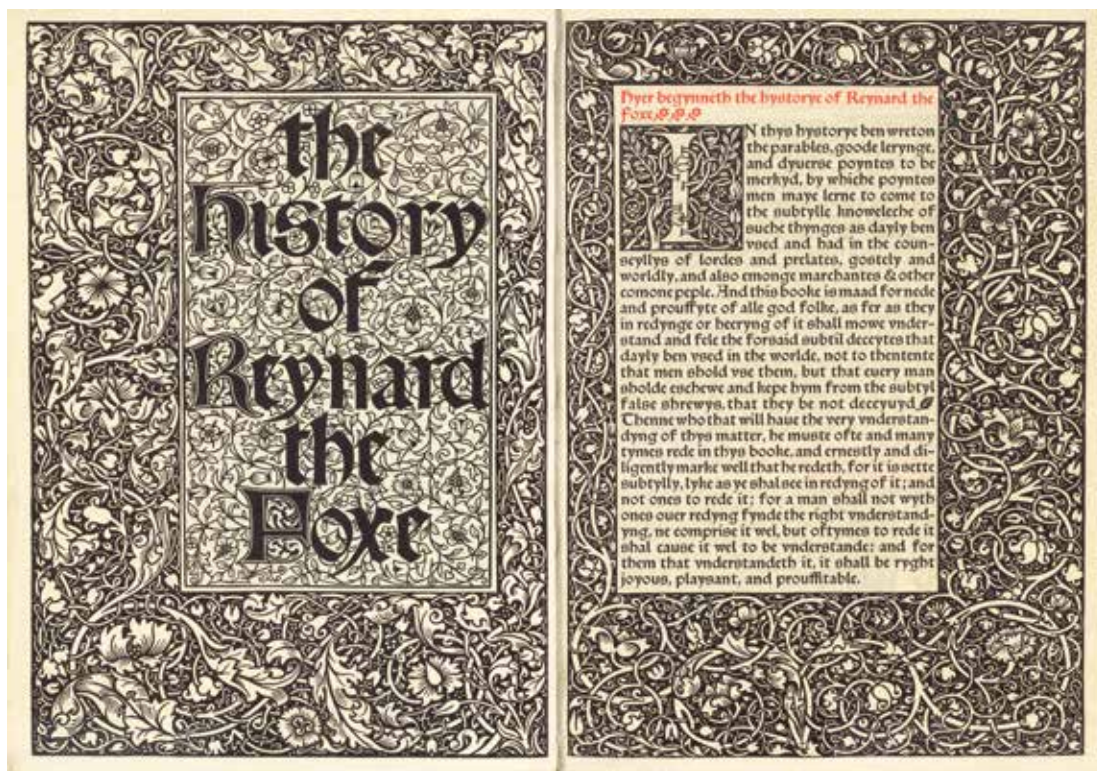 the
history
of
Reynard
the
Foxe
Hyer begynneth the hystorye of Reynard the
Foxe
IN thys hystorye ben wreton
the parables, goode lerynge,
and dyuerse poyntes to be
merkyd, by whiche poyntes
men maye lerne to come to
the subtylle knoweleche of
suche thynges as dayly ben
vsed and had in the coun-
seyllys of lordes and prelates, gostely and
worldly, and also emonge marchantes & other
comone peple. And this booke is maad for nede
and prouffyte of alle god folke, as fer as they
in redynge or heeryng of it shall mowe vnder-
stand and fele the forsaid subtil deceytes that
dayly ben vsed in the worlde, not to thentente
that men shold vse them, but that euery man
sholde eschewe and kepe hym from the subtyl
false shrewys, that they be not deceyuyd
Thenne who that will haue the very vnderstan-
dyng of thys matter, he muste ofte and many
tymes rede in thys booke, and ernestly and di-
ligently marke well that he redeth, for it is sette
subtylly, lyke as ye shal see in redyng of it; and
not ones to rede it; for a man shall not wyth
ones ouer redyng fynde the right vnderstand-
yng, ne comprise it wel, but oftymes to rede it
shal cause it wel to be vnderstande: and for
them that vnderstandeth it, it shall be ryght
joyous, playsant, and prouffitable.